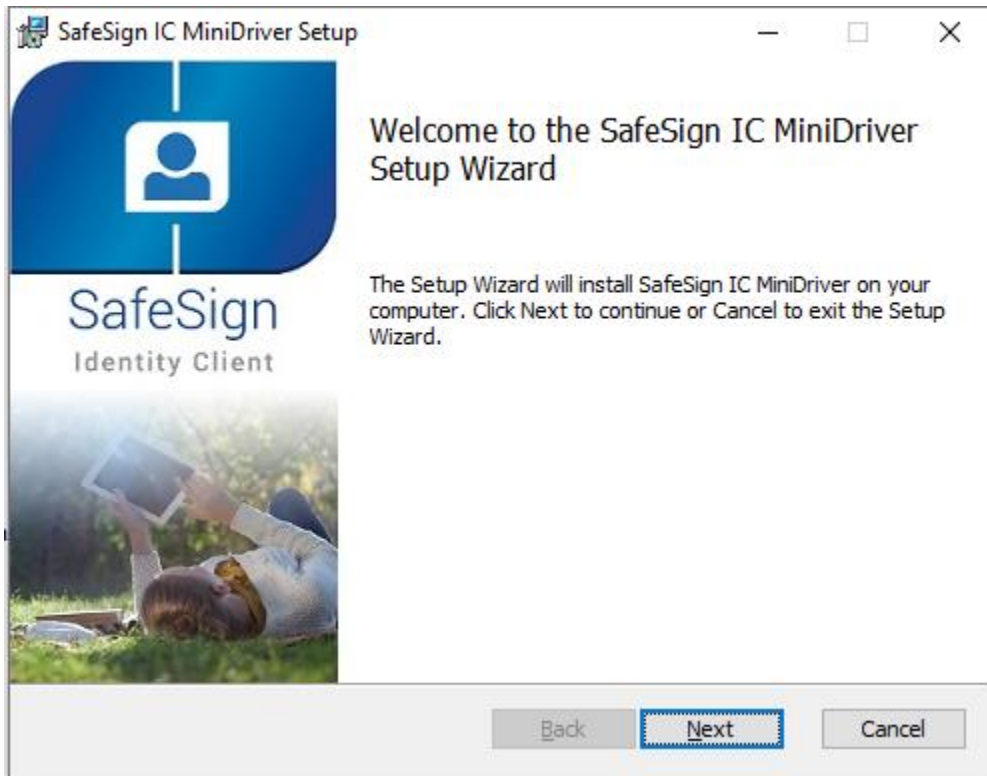 SafeSign IC MiniDriver Setup
Welcome to the SafeSign IC MiniDriver
Setup Wizard
The Setup Wizard will install SafeSign IC MiniDriver on your
computer. Click Next to continue or Cancel to exit the Setup
Wizard.
SafeSign
Identity Client
Back
Next
Cancel